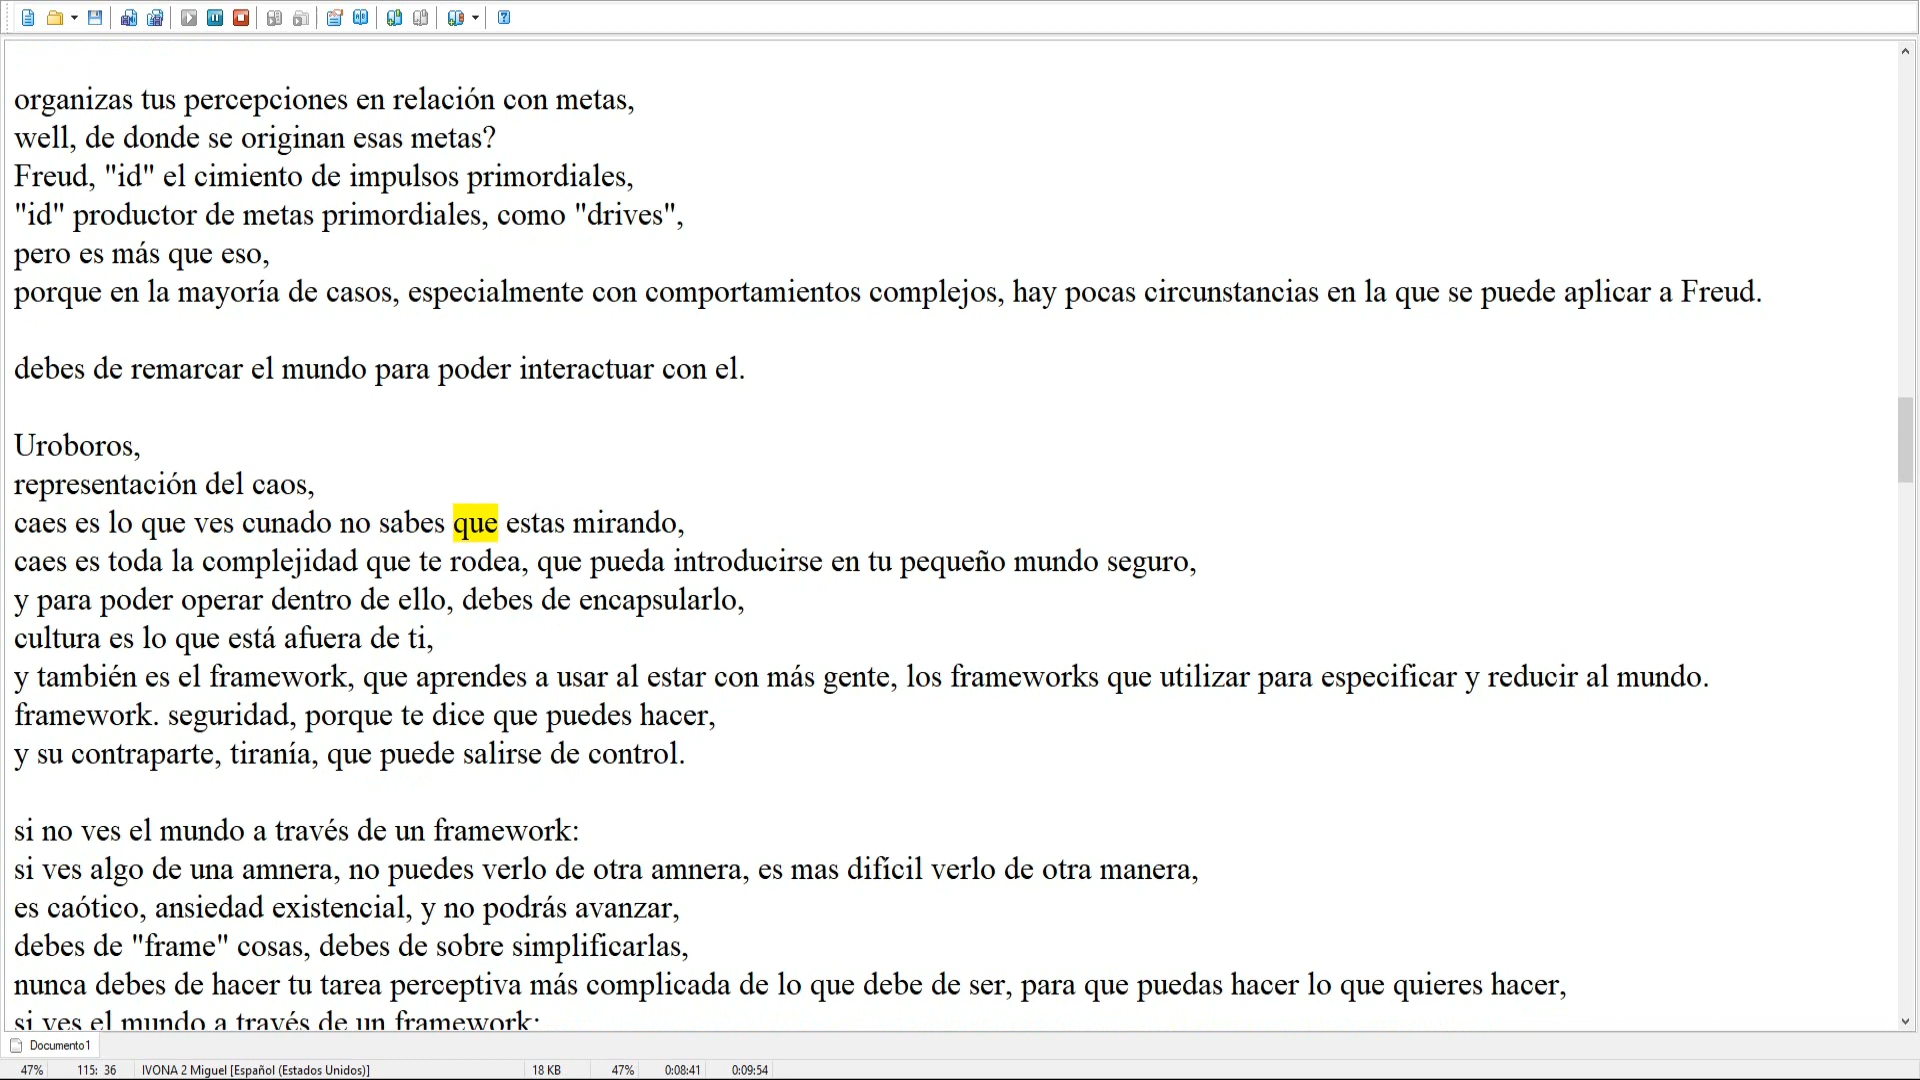 organizas tus percepciones en relación con metas,
well, de donde se originan esas metas?
Freud, "id" el cimiento de impulsos primordiales,
"id" productor de metas primordiales, como "drives",
pero es más que eso,
porque en la mayoría de casos, especialmente con comportamientos complejos, hay pocas circunstancias en la que se puede aplicar a Freud.
debes de remarcar el mundo para poder interactuar con el.
Uroboros,
representación del caos,
caes es lo que ves cunado no sabes que estas mirando,
caes es toda la complejidad que te rodea, que pueda introducirse en tu pequeño mundo seguro,
y para poder operar dentro de ello, debes de encapsularlo,
cultura es lo que está afuera de ti,
y también es el framework, que aprendes a usar al estar con más gente, los frameworks que utilizar para especificar y reducir al mundo.
framework. seguridad, porque te dice que puedes hacer,
y su contraparte, tiranía, que puede salirse de control.
si no ves el mundo a través de un framework:
si ves algo de una amnera, no puedes verlo de otra amnera, es mas difícil verlo de otra manera,
es caótico, ansiedad existencial, y no podrás avanzar,
debes de "frame" cosas, debes de sobre simplificarlas,
nunca debes de hacer tu tarea perceptiva más complicada de lo que debe de ser, para que puedas hacer lo que quieres hacer,
si ves el mundo a través de un framework:
Documento1
47% 115: 36 IVONA 2 Miguel [Español (Estados Unidos)] 18 KB 47% 0:08:41 0:09:54